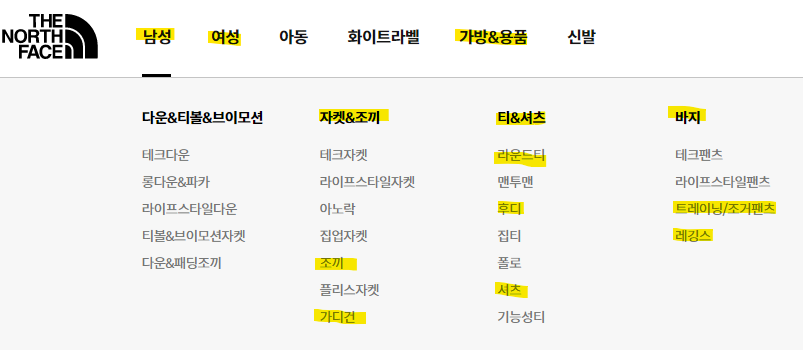 THE
NORTH
FACE
남성 여성 아동 화이트라벨 가방&용품 신발
다운&티볼&브이모션 자켓&조끼 티&셔츠 바지
테크다운 테크자켓 라운드티 테크팬츠
롱다운&파카 라이프스타일자켓 맨투맨 라이프스타일팬츠
라이프스타일다운 아노락 후디 트레이닝/조거팬츠
티볼&브이모션자켓 집업자켓 집티 레깅스
다운&패딩조끼 조끼 폴로
플리스자켓 셔츠
가디건 기능성티